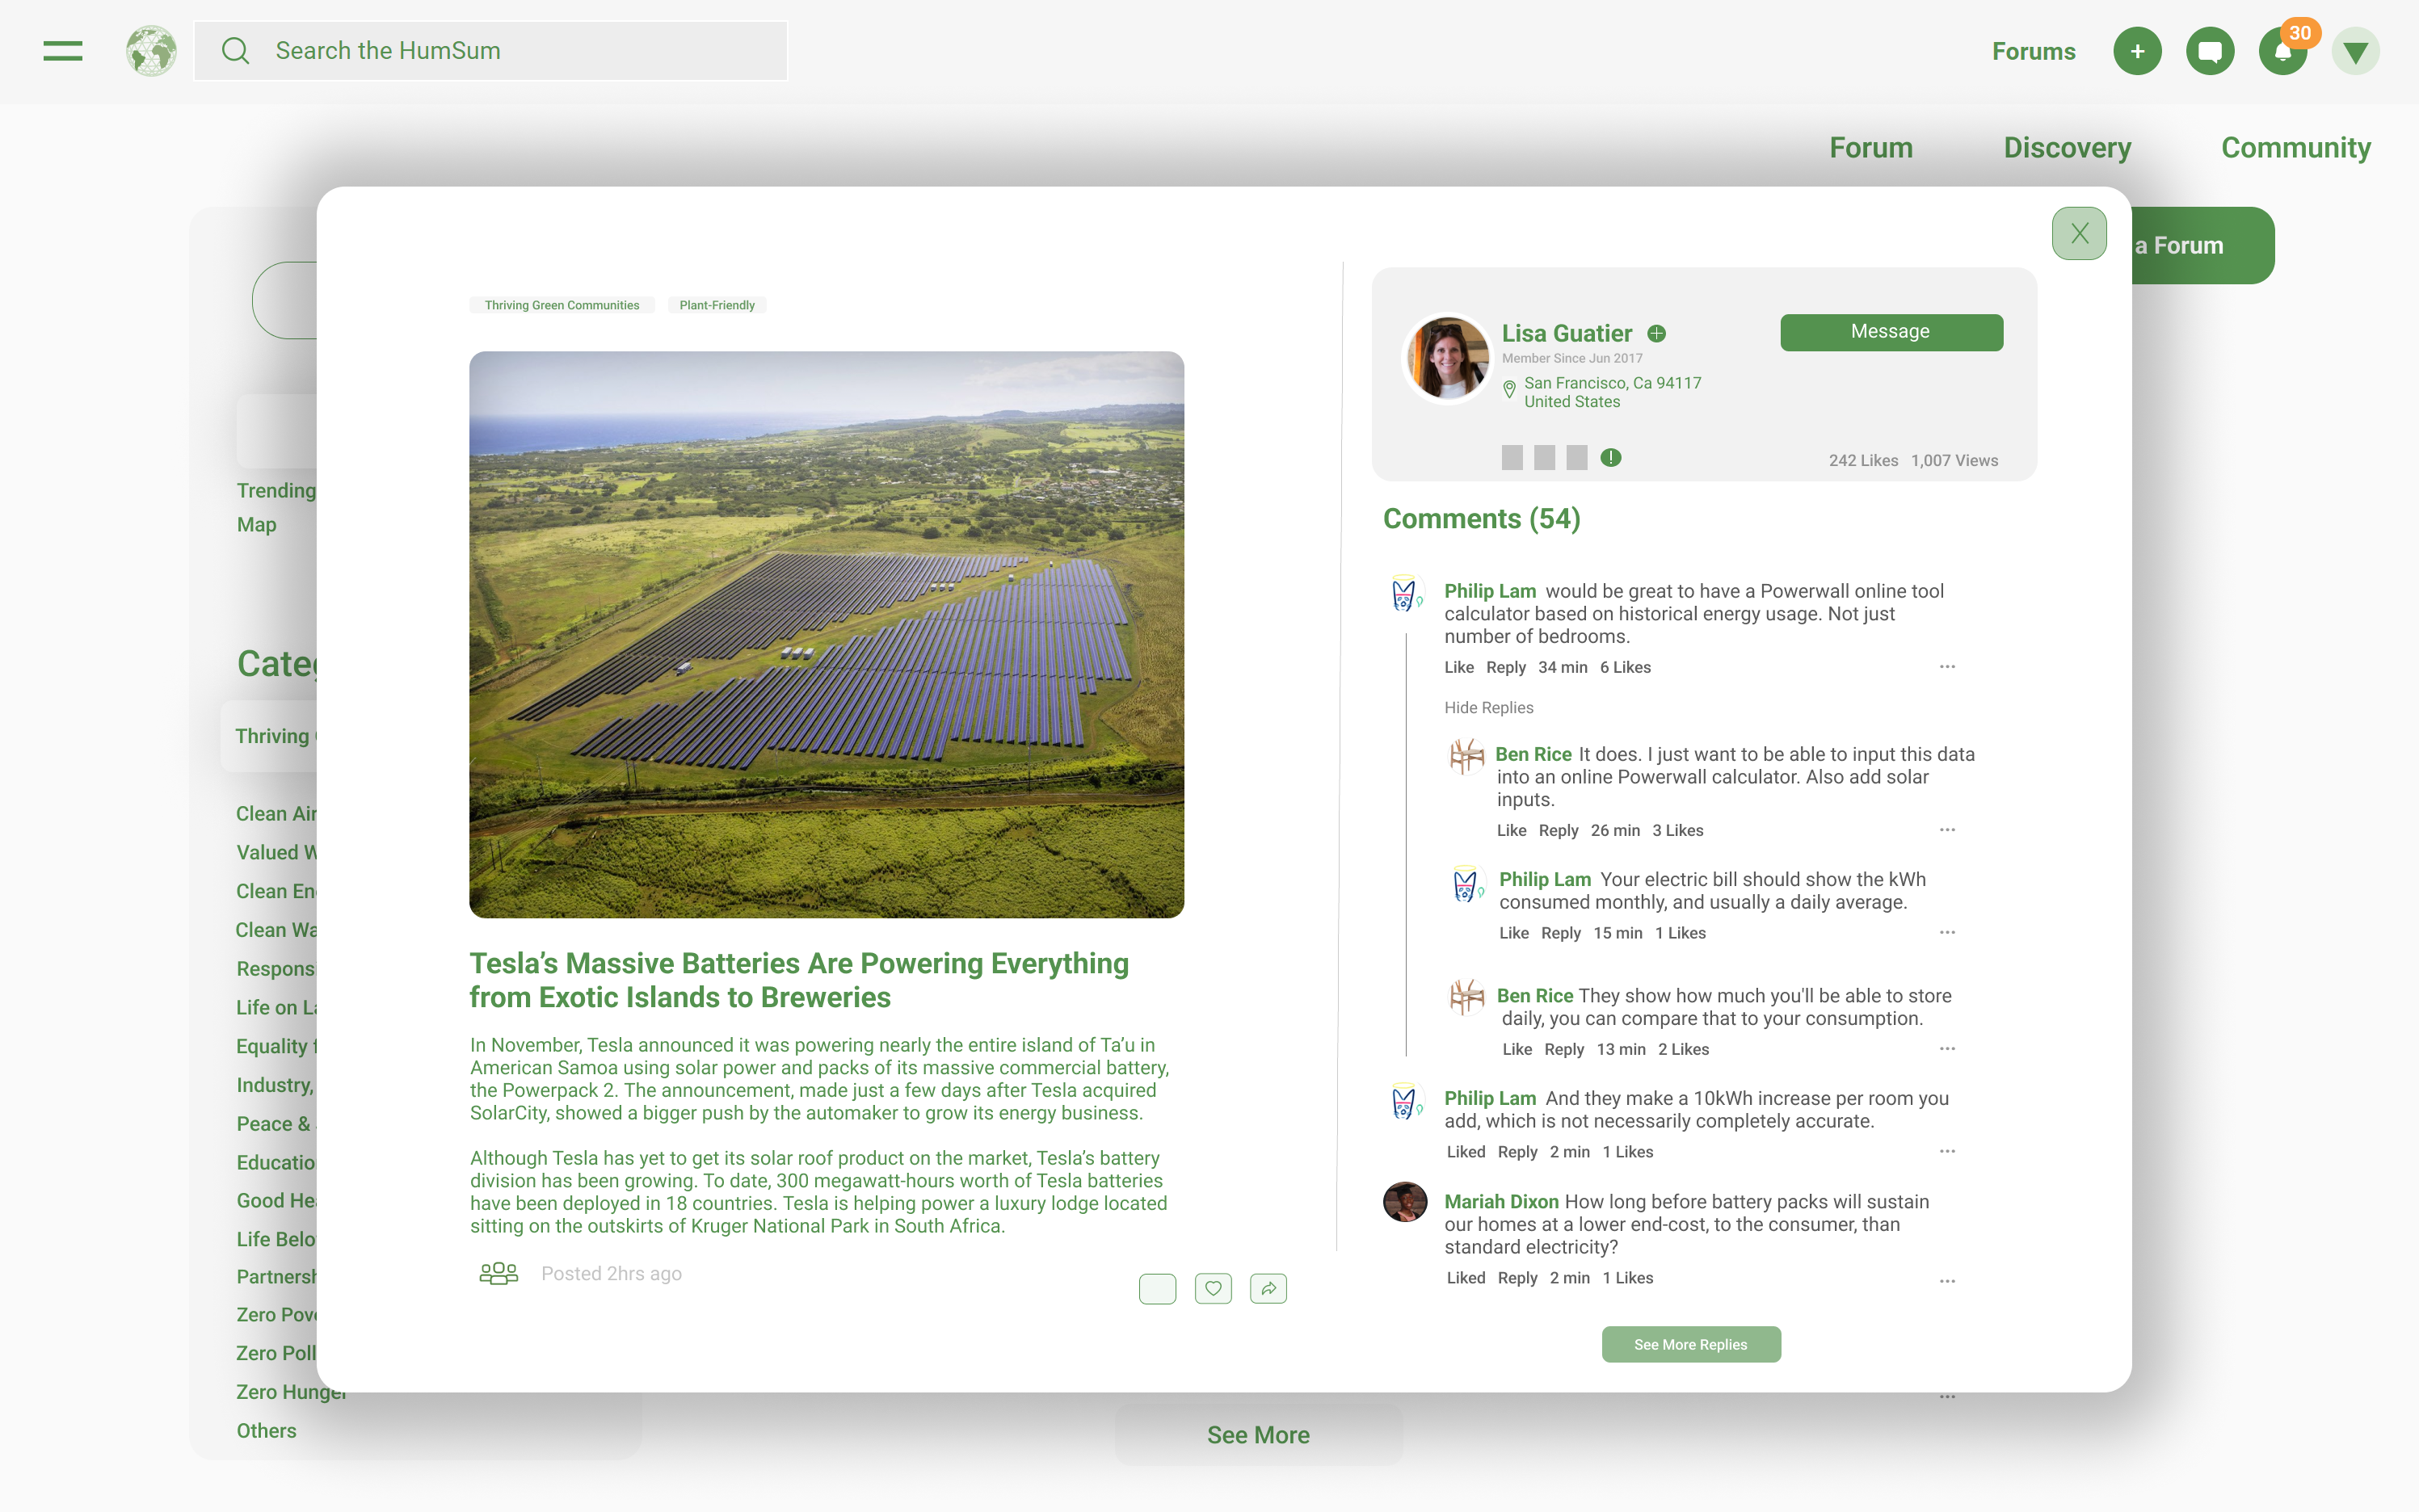 Search the HumSum
Forums
30
Forum
Discovery
Community
a Forum
X
Trending
Map
Categ
Thriving
Clean Air
Valued W
Clean En
Clean Wa
Respons
Life on La
Equality f
Industry,
Peace &
Educatio
Good Hea
Life Belo
Partnersh
Zero Pove
Zero Poll
Zero Hunger
Others
Thriving Green Communities
Plant-Friendly
Tesla’s Massive Batteries Are Powering Everything
from Exotic Islands to Breweries
In November, Tesla announced it was powering nearly the entire island of Ta’u in
American Samoa using solar power and packs of its massive commercial battery,
the Powerpack 2. The announcement, made just a few days after Tesla acquired
SolarCity, showed a bigger push by the automaker to grow its energy business.
Although Tesla has yet to get its solar roof product on the market, Tesla’s battery
division has been growing. To date, 300 megawatt-hours worth of Tesla batteries
have been deployed in 18 countries. Tesla is helping power a luxury lodge located
sitting on the outskirts of Kruger National Park in South Africa.
Posted 2hrs ago
Lisa Guatier
Message
Member Since Jun 2017
San Francisco, Ca 94117
United States
242 Likes 1,007 Views
Comments (54)
Philip Lam would be great to have a Powerwall online tool
calculator based on historical energy usage. Not just
number of bedrooms.
Like Reply 34 min 6 Likes ...
Hide Replies
Ben Rice It does. I just want to be able to input this data
into an online Powerwall calculator. Also add solar
inputs.
Like Reply 26 min 3 Likes ...
Philip Lam Your electric bill should show the kWh
consumed monthly, and usually a daily average.
Like Reply 15 min 1 Likes ...
Ben Rice They show how much you'll be able to store
daily, you can compare that to your consumption.
Like Reply 13 min 2 Likes ...
Philip Lam And they make a 10kWh increase per room you
add, which is not necessarily completely accurate.
Liked Reply 2 min 1 Likes ...
Mariah Dixon How long before battery packs will sustain
our homes at a lower end-cost, to the consumer, than
standard electricity?
Liked Reply 2 min 1 Likes ...
See More Replies
See More